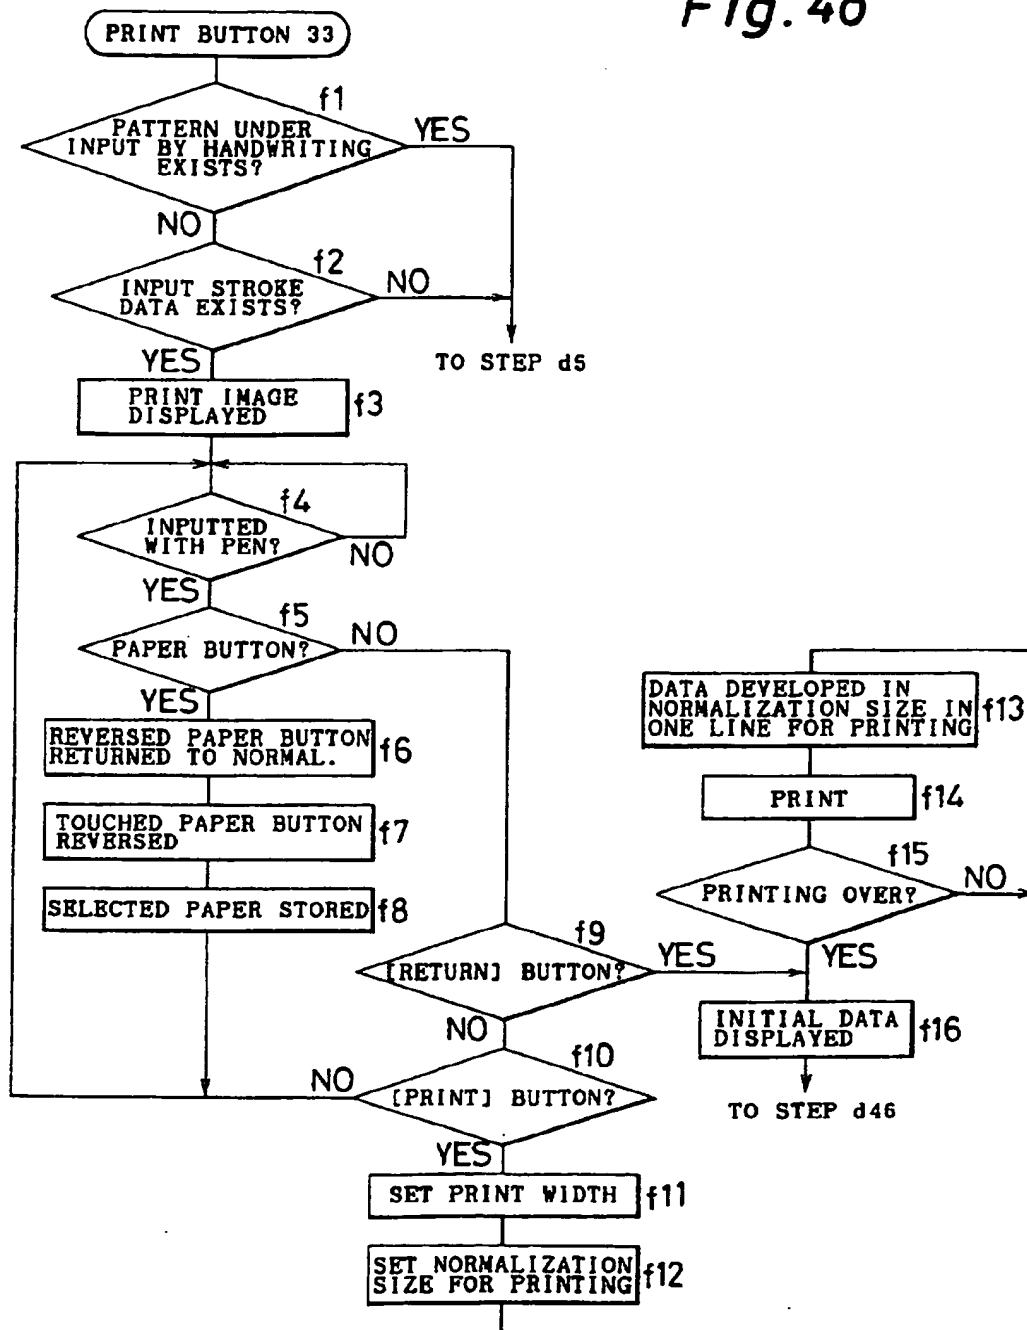 Fig. 46
PRINT BUTTON 33
f1
PATTERN UNDER
INPUT BY HANDWRITING
EXISTS?
YES
NO
f2
INPUT STROKE
DATA EXISTS?
NO
YES
TO STEP d5
PRINT IMAGE
DISPLAYED
f3
f4
INPUTTED
WITH PEN?
NO
YES
f5
PAPER BUTTON?
NO
YES
REVERSED PAPER BUTTON
RETURNED TO NORMAL.
f6
TOUCHED PAPER BUTTON
REVERSED
f7
SELECTED PAPER STORED
f8
f9
[RETURN] BUTTON?
YES
NO
f10
[PRINT] BUTTON?
NO
YES
SET PRINT WIDTH
f11
SET NORMALIZATION
SIZE FOR PRINTING
f12
DATA DEVELOPED IN
NORMALIZATION SIZE IN
ONE LINE FOR PRINTING
f13
PRINT
f14
f15
PRINTING OVER?
NO
YES
INITIAL DATA
DISPLAYED
f16
TO STEP d46